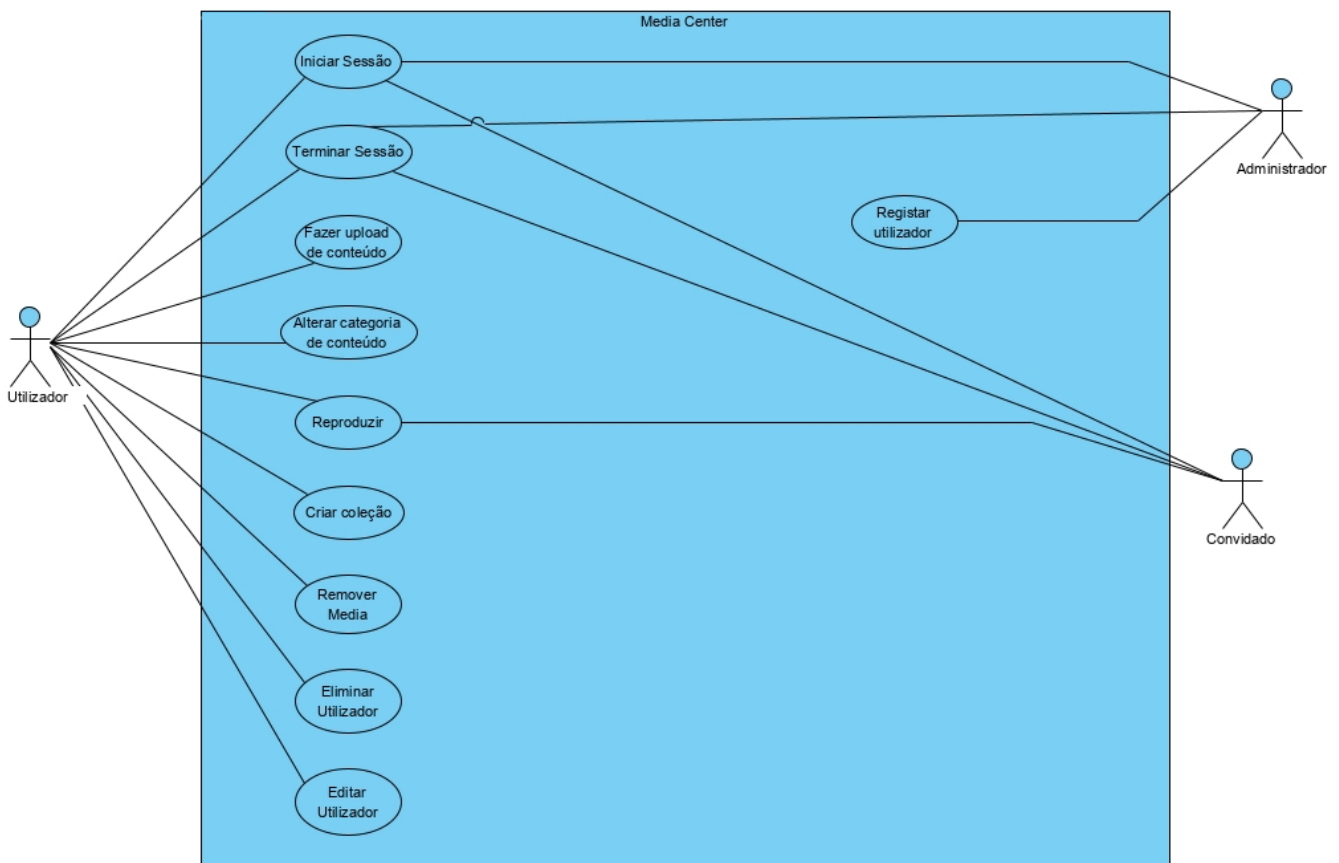 Media Center
Iniciar Sessão
Terminar Sessão
Administrador
Registar
utilizador
Fazer upload
de conteúdo
Alterar categoria
de conteúdo
Utilizador
Reproduzir
Criar coleção
Convidado
Remover
Media
Eliminar
Utilizador
Editar
Utilizador